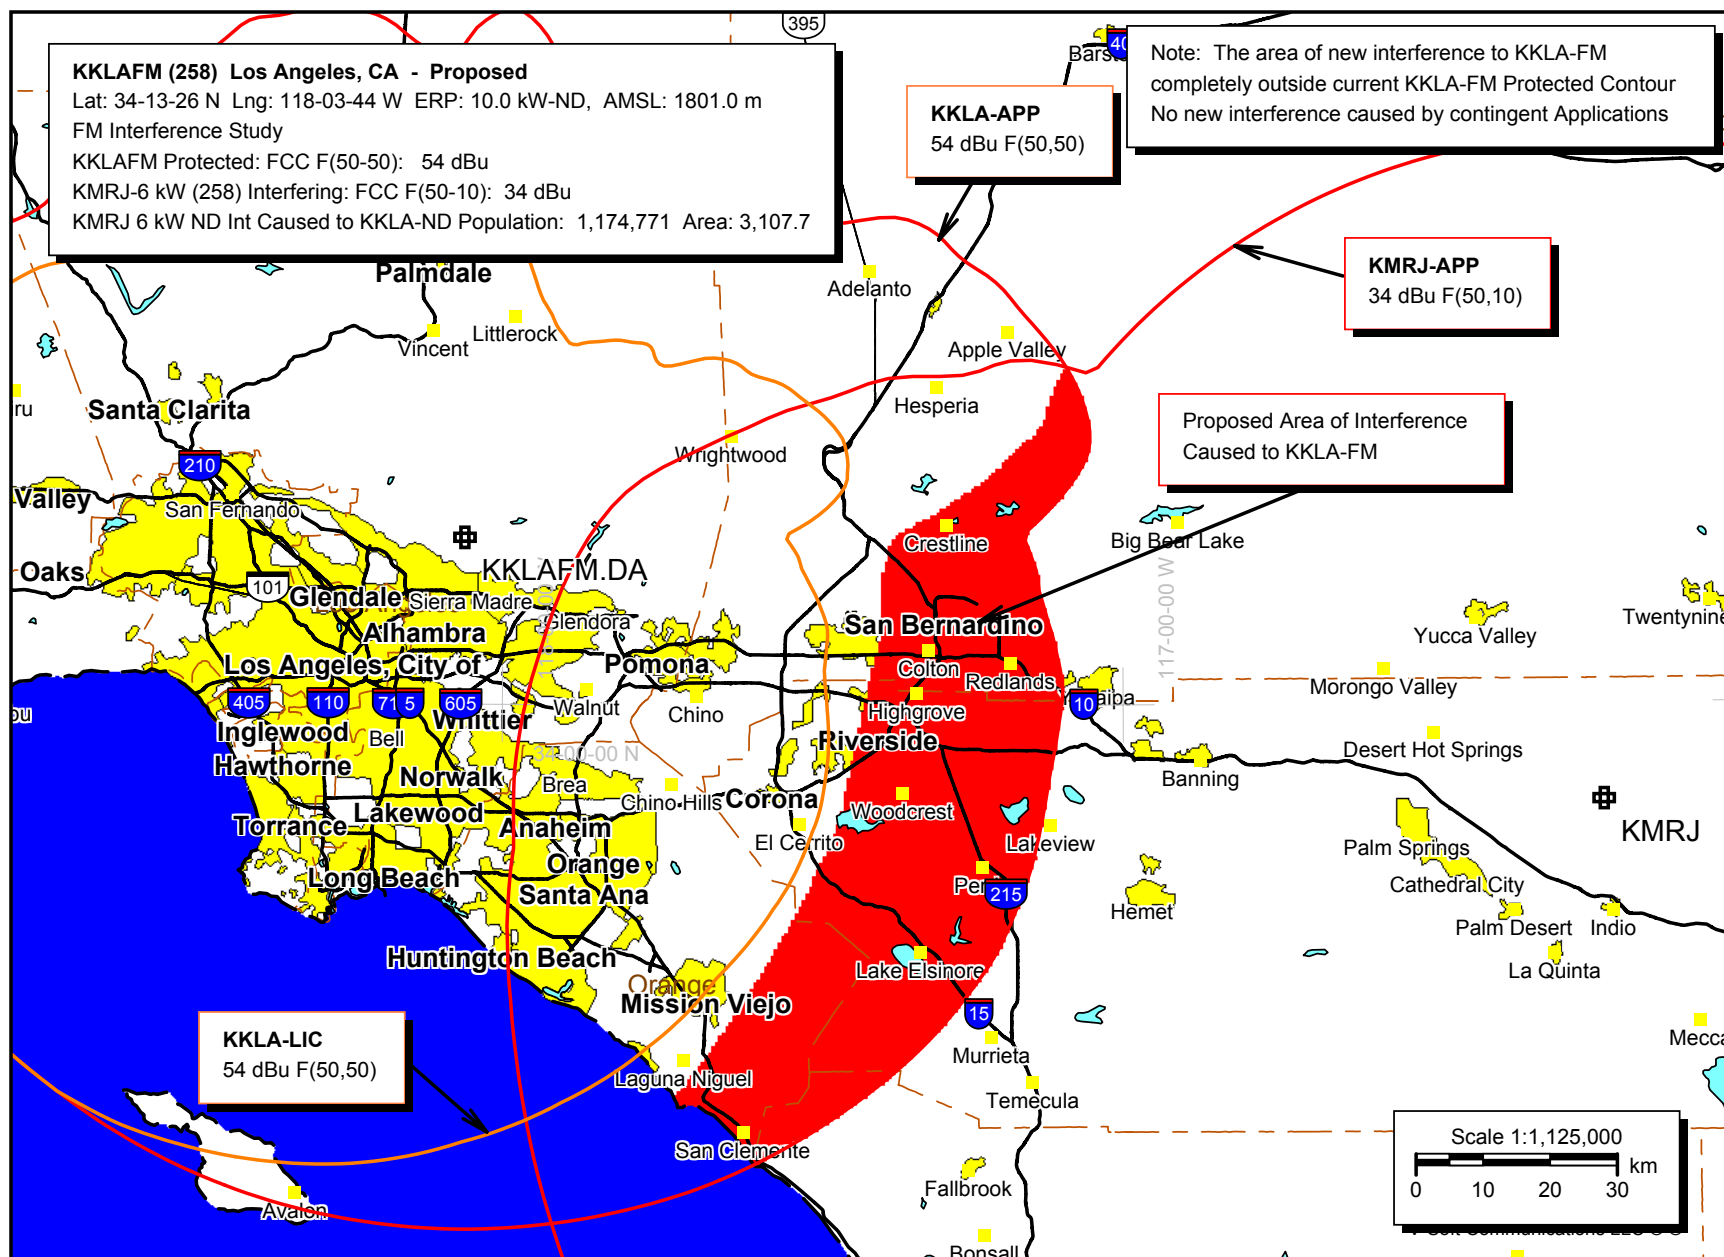 KKLAFM (258) Los Angeles, CA - Proposed
Lat: 34-13-26 N Lng: 118-03-44 W ERP: 10.0 kW-ND, AMSL: 1801.0 m
FM Interference Study
KKLAFM Protected: FCC F(50-50): 54 dBu
KMRJ-6 kW (258) Interfering: FCC F(50-10): 34 dBu
KMRJ 6 kW ND Int Caused to KKLA-ND Population: 1,174,771 Area: 3,107.7
395
40
Note: The area of new interference to KKLA-FM
completely outside current KKLA-FM Protected Contour
No new interference caused by contingent Applications
KKLA-APP
54 dBu F(50,50)
KMRJ-APP
34 dBu F(50,10)
Palmdale
Adelanto
Littlerock
Vincent
Apple Valley
Hesperia
Santa Clarita
Proposed Area of Interference
Caused to KKLA-FM
Wrightwood
210
Valley
San Fernando
Crestline
Big Bear Lake
Oaks
KKLAFM.DA
101
Glendale
Sierra Madre
Glendora
Alhambra
San Bernardino
Yucca Valley
Twentynine
Los Angeles, City of
Pomona
Colton
Redlands
117-00-00 W
Morongo Valley
405
110
71
5
605
Walnut
Chino
Highgrove
10
Inglewood
Bell
Whittier
34-00-00 N
Riverside
Desert Hot Springs
Hawthorne
Norwalk
Brea
Chino Hills
Corona
Woodcrest
Banning
Torrance
Lakewood
Anaheim
El Cerrito
Lakeview
KMRJ
Orange
Palm Springs
Long Beach
Santa Ana
215
Cathedral City
Hemet
Palm Desert
Indio
Huntington Beach
Lake Elsinore
La Quinta
Orange
Mission Viejo
15
KKLA-LIC
54 dBu F(50,50)
Murrieta
Mecca
Laguna Niguel
Temecula
San Clemente
Scale 1:1,125,000
km
0 10 20 30
Fallbrook
Avalon
Bonsall